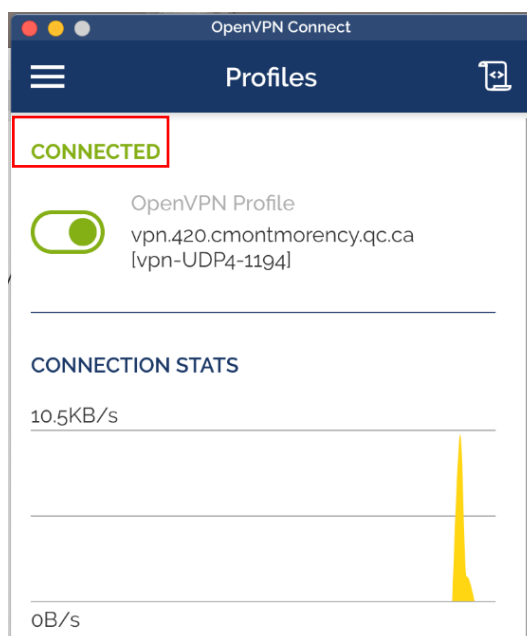 OpenVPN Connect
Profiles
CONNECTED
OpenVPN Profile
vpn.420.cmontmorency.qc.ca
[vpn-UDP4-1194]
CONNECTION STATS
10.5KB/s
0B/s